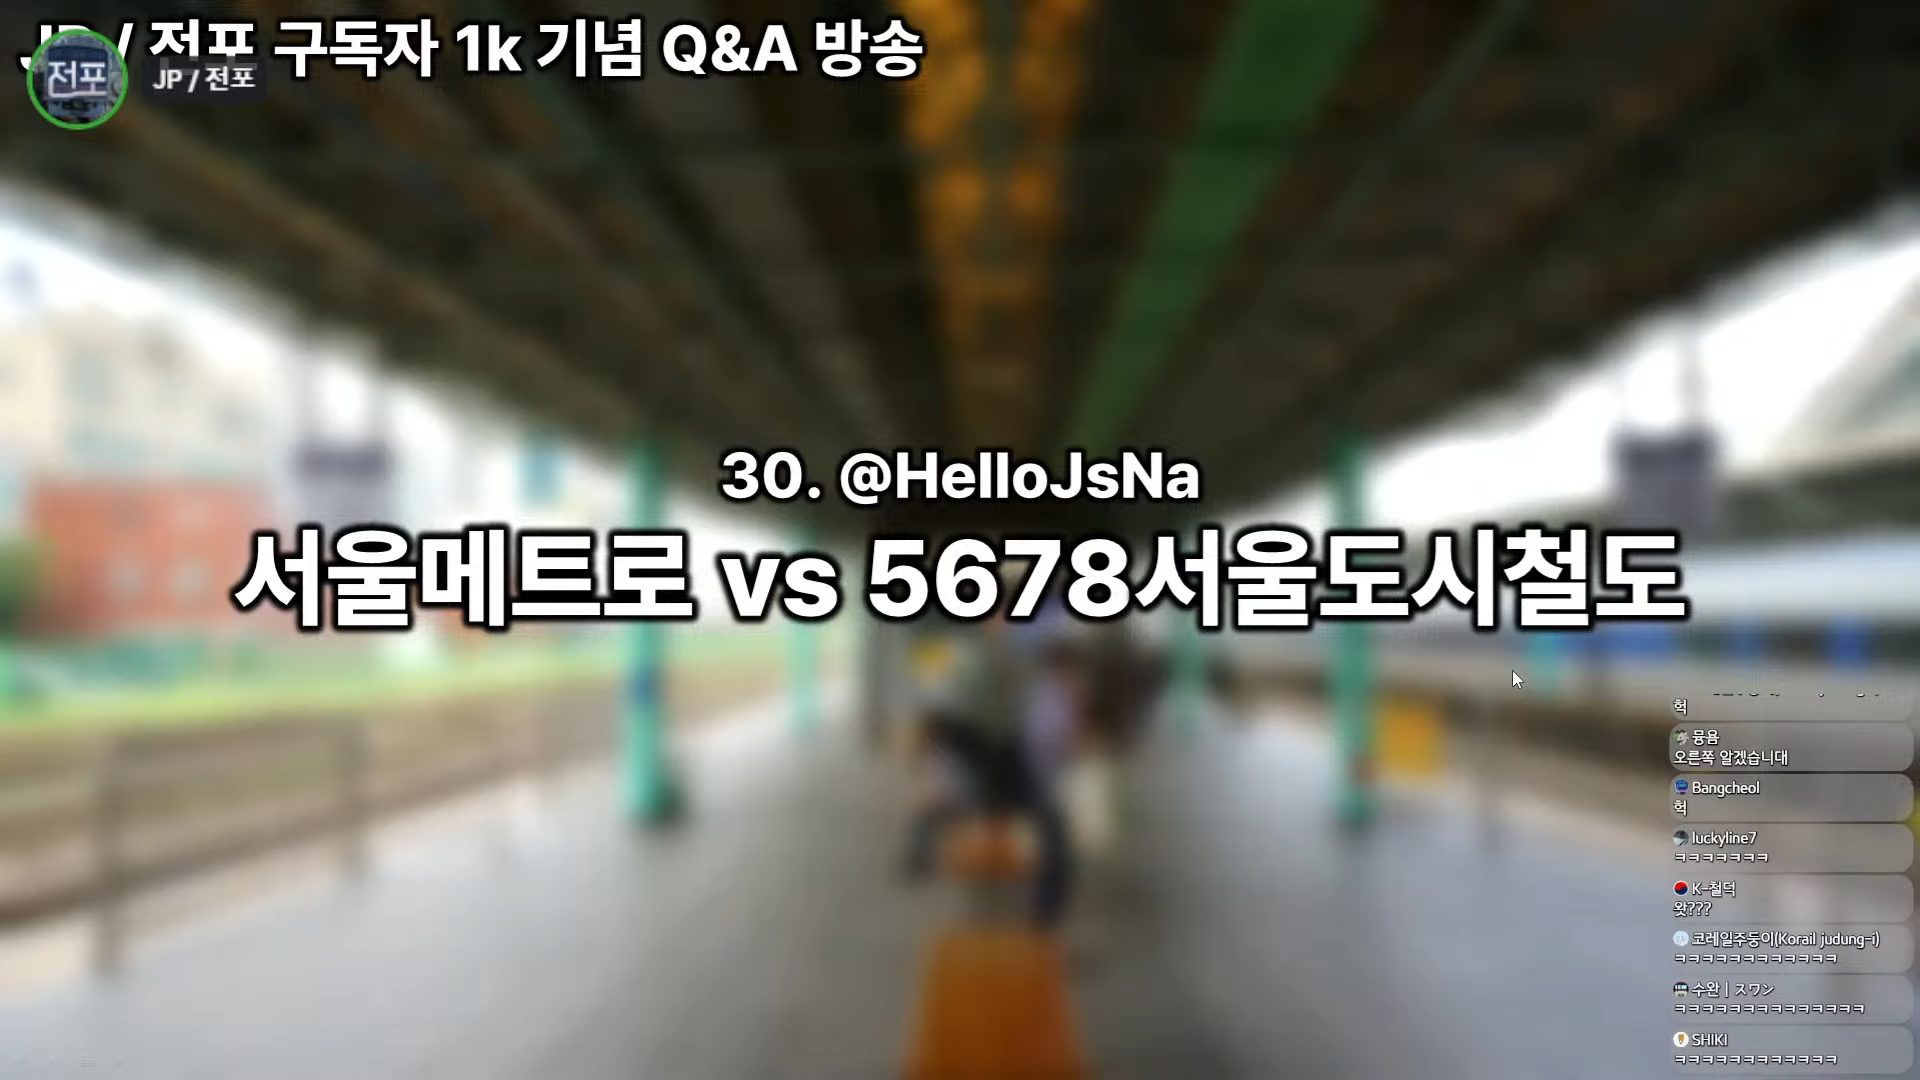 JP / 전포 구독자 1k 기념 Q&A 방송
전포
JP / 전포
30. @HelloJsNa
서울메트로 vs 5678서울도시철도
헉
뮹욤
오른쪽 알겠습니대
Bangcheol
헉
luckyline7
ㅋㅋㅋㅋㅋㅋㅋ
K-철덕
왓???
코레일주둥이(Korail judung-i)
ㅋㅋㅋㅋㅋㅋㅋㅋㅋㅋㅋㅋ
수완 | スワン
ㅋㅋㅋㅋㅋㅋㅋㅋㅋㅋㅋㅋㅋㅋ
SHIKI
ㅋㅋㅋㅋㅋㅋㅋㅋㅋㅋㅋㅋ